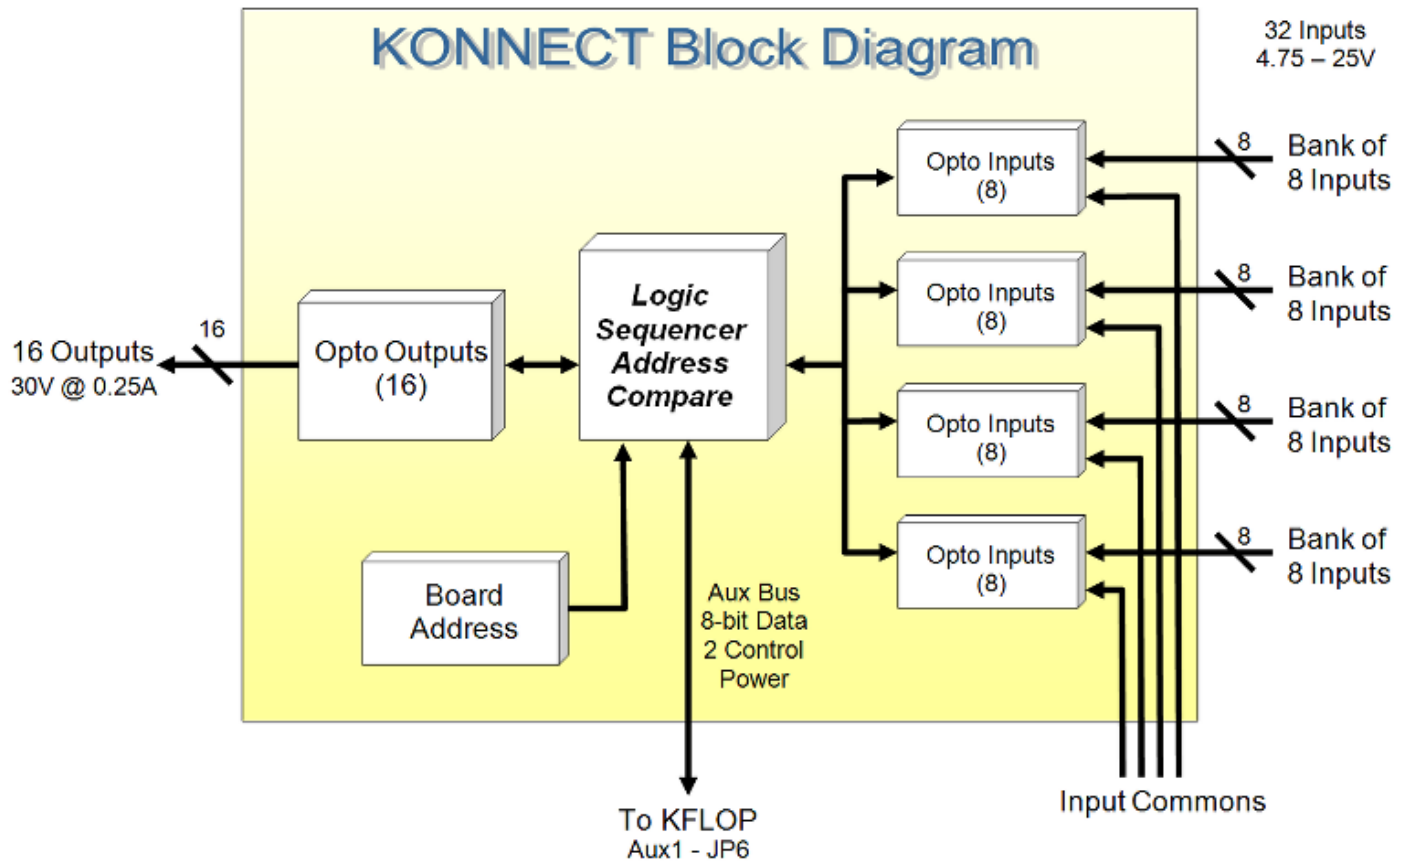 KONNECT Block Diagram
32 Inputs
4.75 – 25V
8
Bank of
8 Inputs
Opto Inputs
(8)
8
Bank of
8 Inputs
Opto Inputs
(8)
Logic
Sequencer
Address
Compare
16
16 Outputs
30V @ 0.25A
Opto Outputs
(16)
8
Bank of
8 Inputs
Opto Inputs
(8)
8
Bank of
8 Inputs
Opto Inputs
(8)
Board
Address
Aux Bus
8-bit Data
2 Control
Power
Input Commons
To KFLOP
Aux1 - JP6